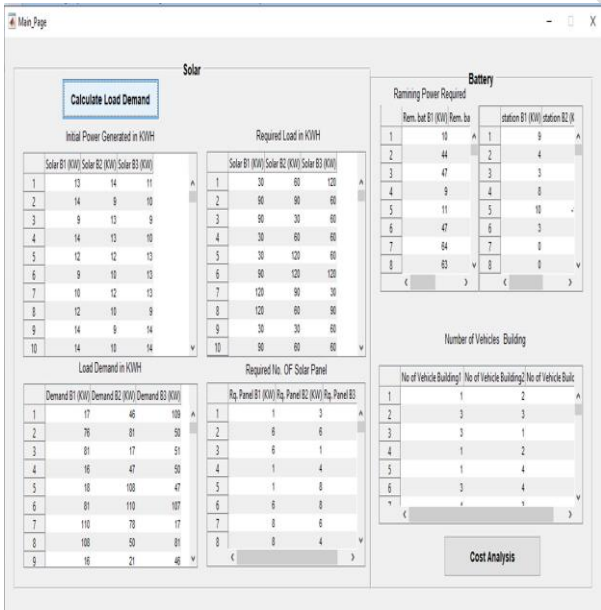 Main_Page
Solar
Calculate Load Demand
Initial Power Generated in KWH
Solar B1 (KW) Solar B2 (KW) Solar B3 (KW)
1 13 14 11
2 14 9 10
3 9 13 9
4 14 13 10
5 12 12 13
6 9 10 13
7 10 12 13
8 12 10 9
9 14 9 14
10 14 10 14
Required Load in KWH
Solar B1 (KW) Solar B2 (KW) Solar B3 (KW)
1 30 60 120
2 90 90 60
3 90 30 60
4 30 60 60
5 30 120 60
6 90 120 120
7 120 90 30
8 120 60 90
9 30 30 60
10 90 60 60
Load Demand in KWH
Demand B1 (KW) Demand B2 (KW) Demand B3 (KW)
1 17 46 109
2 76 81 50
3 81 17 51
4 16 47 50
5 18 108 47
6 81 110 107
7 110 78 17
8 108 50 81
9 16 21 46
Required No. OF Solar Panel
Rq. Panel B1 (KW) Rq. Panel B2 (KW) Rq. Panel B3
1 1 3
2 6 6
3 6 1
4 1 4
5 1 8
6 6 8
7 8 6
8 8 4
Battery
Ramining Power Required
Rem. bat B1 (KW) Rem. ba
1 10
2 44
3 47
4 9
5 11
6 47
7 64
8 63
station B1 (KW) station B2 (K
1 9
2 4
3 3
4 8
5 10 -
6 3
7 0
8 0
Number of Vehicles Building
No of Vehicle Building1 No of Vehicle Building2 No of Vehicle Build
1 1 2
2 3 3
3 3 1
4 1 2
5 1 4
6 3 4
Cost Analysis